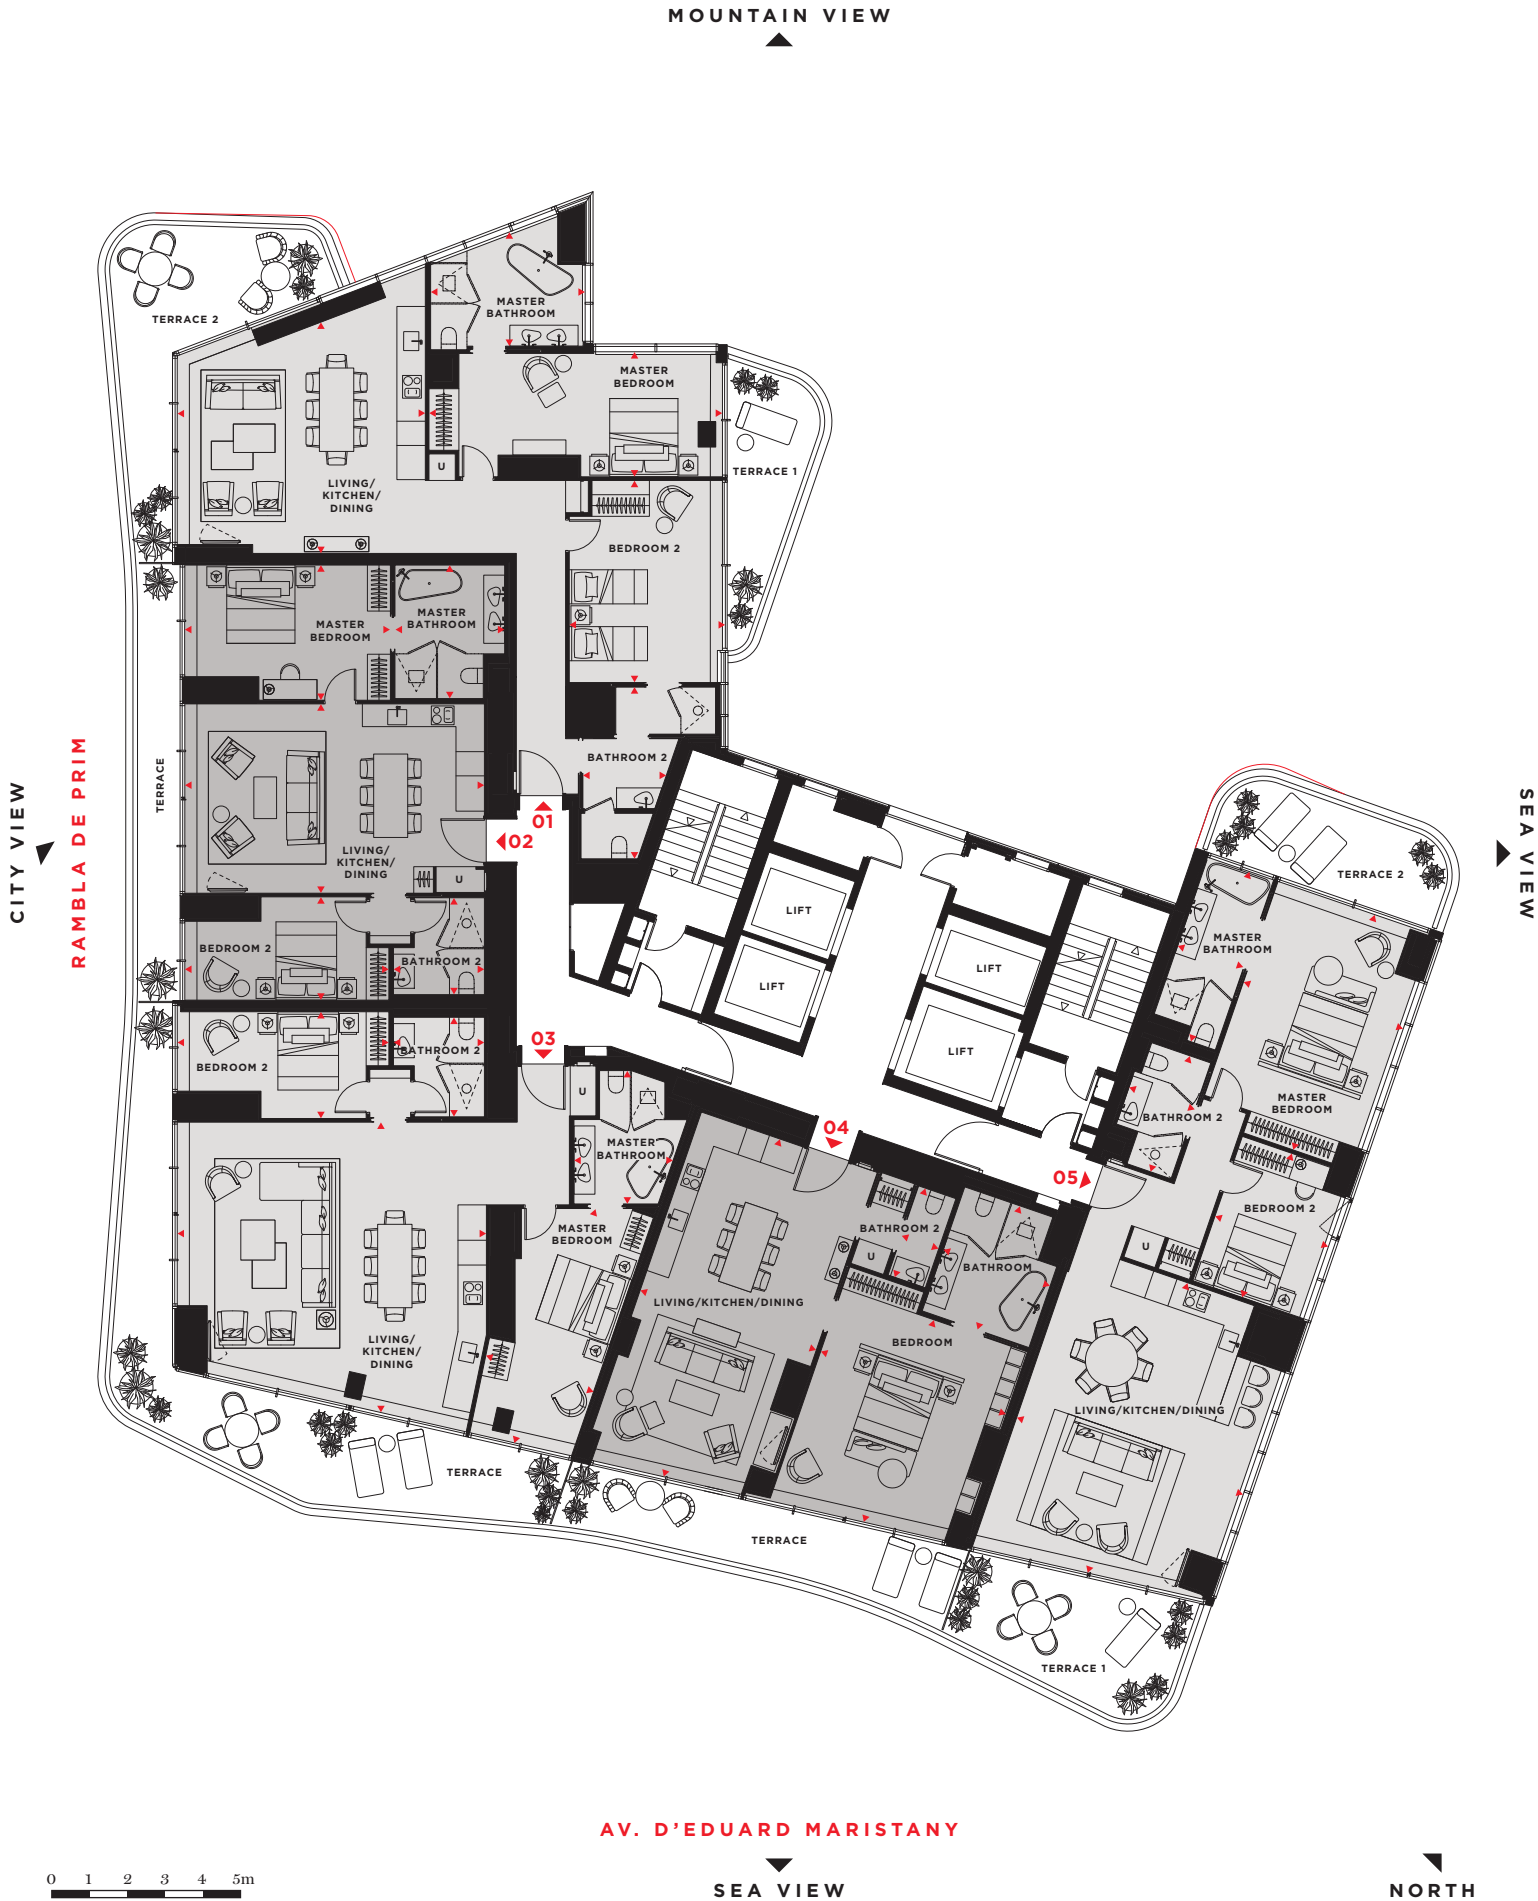 MOUNTAIN VIEW
TERRACE 2
MASTER
BATHROOM
MASTER
BEDROOM
TERRACE 1
U
LIVING/
KITCHEN/
DINING
BEDROOM 2
MASTER
BATHROOM
MASTER
BEDROOM
BATHROOM 2
TERRACE
RAMBLA DE PRIM
CITY VIEW
01
02
LIVING/
KITCHEN/
DINING
U
BEDROOM 2
BATHROOM 2
LIFT
LIFT
LIFT
LIFT
SEA VIEW
TERRACE 2
MASTER
BATHROOM
MASTER
BEDROOM
BATHROOM 2
BEDROOM 2
U
05
LIVING/KITCHEN/DINING
TERRACE 1
03
BEDROOM 2
BATHROOM 2
U
MASTER
BATHROOM
MASTER
BEDROOM
LIVING/
KITCHEN/
DINING
TERRACE
04
BATHROOM 2
U
BATHROOM
LIVING/KITCHEN/DINING
BEDROOM
TERRACE
AV. D'EDUARD MARISTANY
0 1 2 3 4 5m
SEA VIEW
NORTH